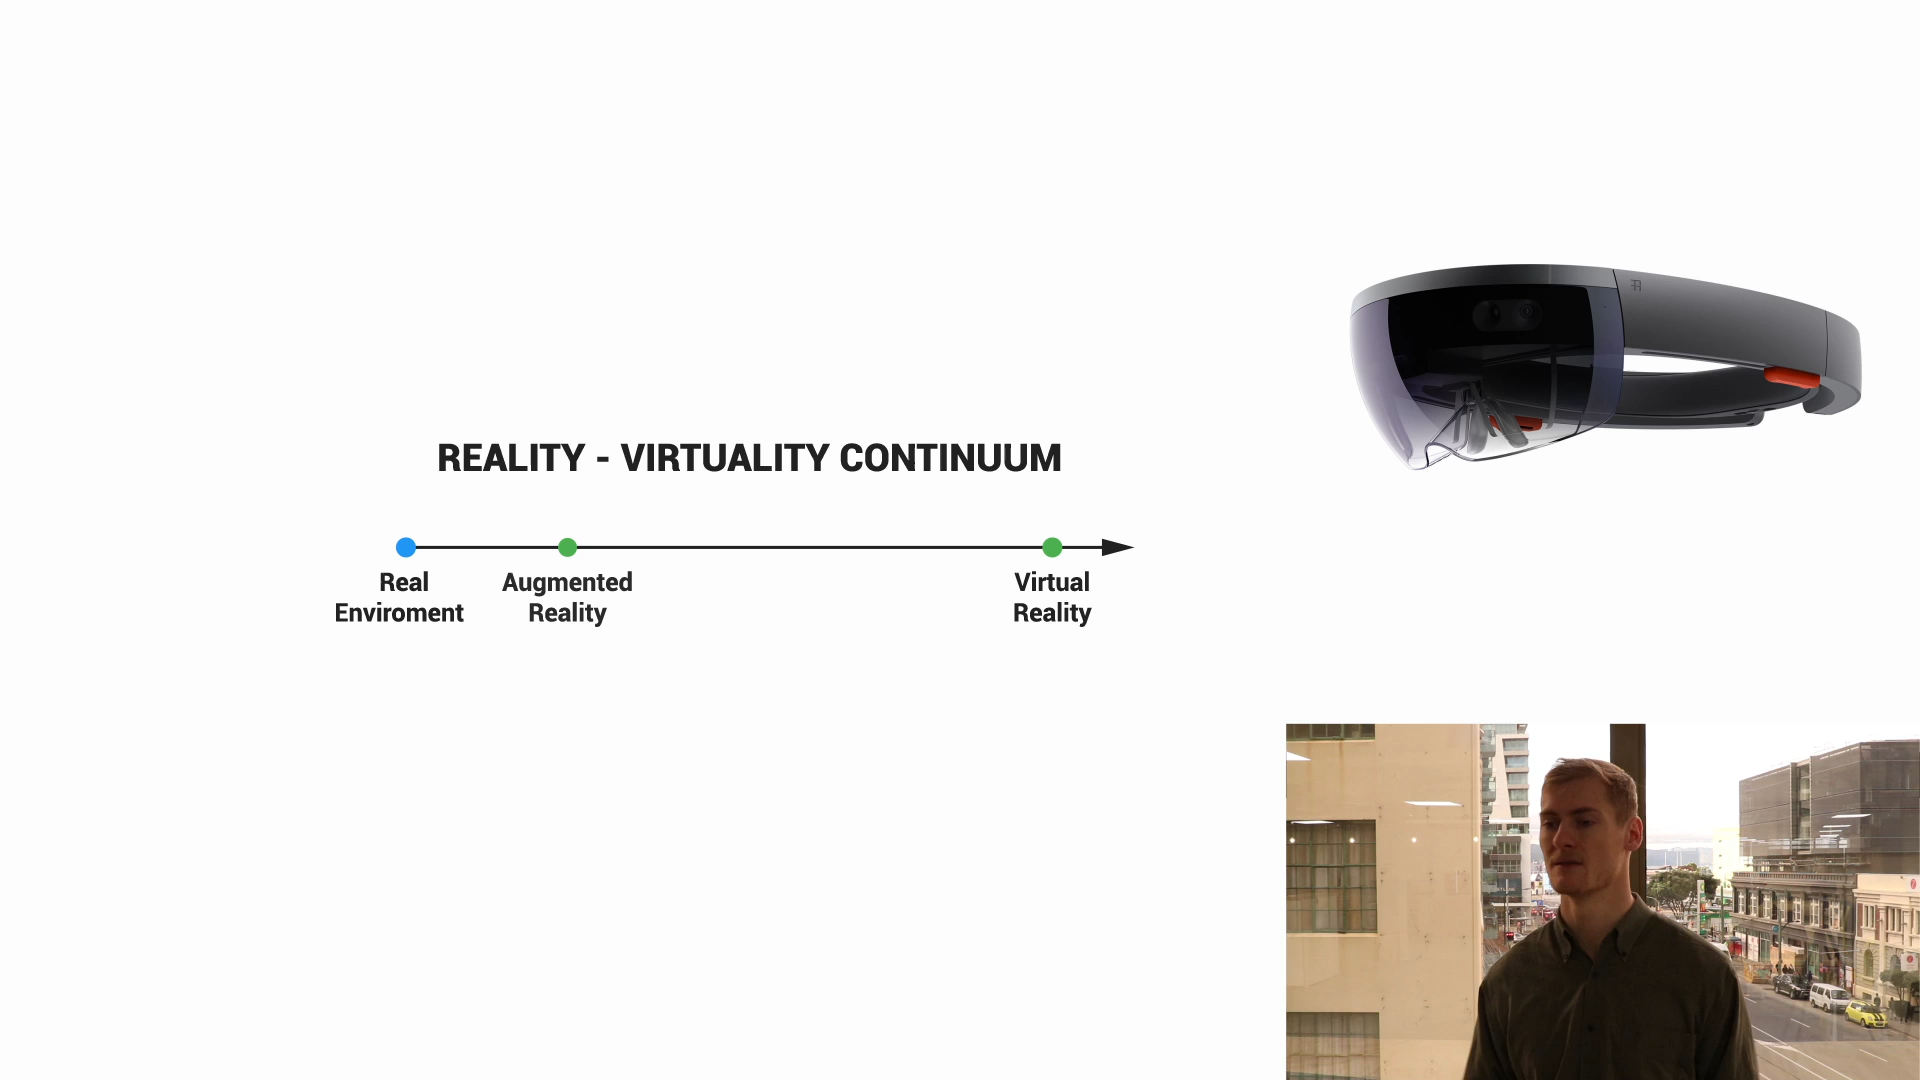 REALITY - VIRTUALITY CONTINUUM
Real
Enviroment
Augmented
Reality
Virtual
Reality